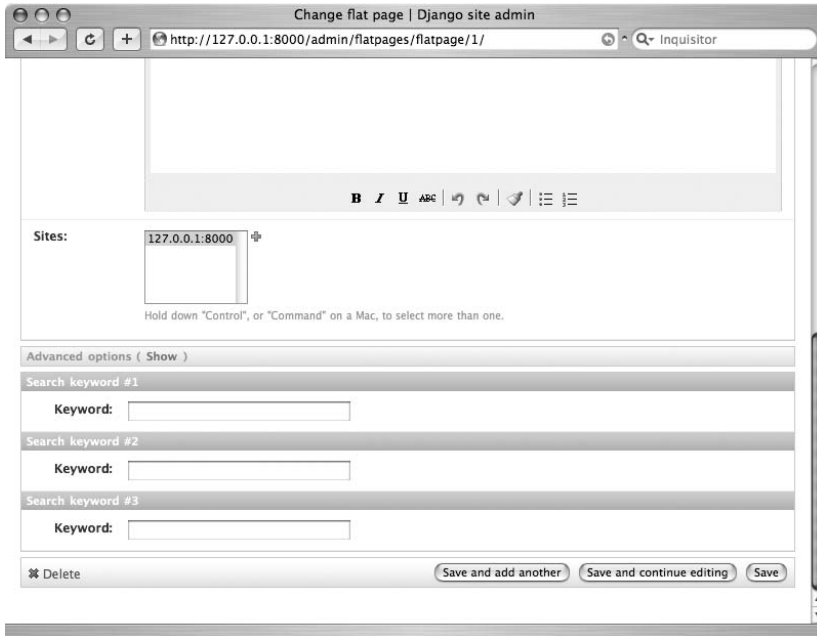 Change flat page | Django site admin
http://127.0.0.1:8000/admin/flatpages/flatpage/1/
Inquisitor
B I U ABC
Sites:
127.0.0.1:8000
Hold down "Control", or "Command" on a Mac, to select more than one.
Advanced options ( Show )
Search keyword #1
Keyword:
Search keyword #2
Keyword:
Search keyword #3
Keyword:
Delete
Save and add another
Save and continue editing
Save